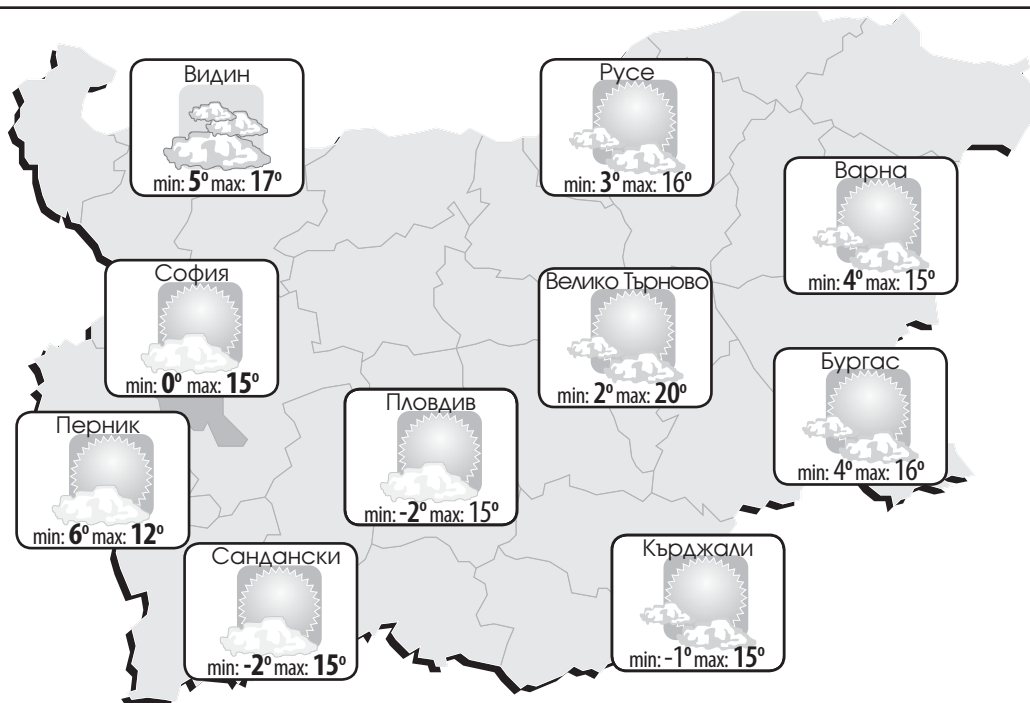 Видин
min: 5° max: 17°
Русе
min: 3° max: 16°
Варна
min: 4° max: 15°
София
min: 0° max: 15°
Велико Търново
min: 2° max: 20°
Бургас
min: 4° max: 16°
Пловдив
min: -2° max: 15°
Перник
min: 6° max: 12°
Сандански
min: -2° max: 15°
Кърджали
min: -1° max: 15°